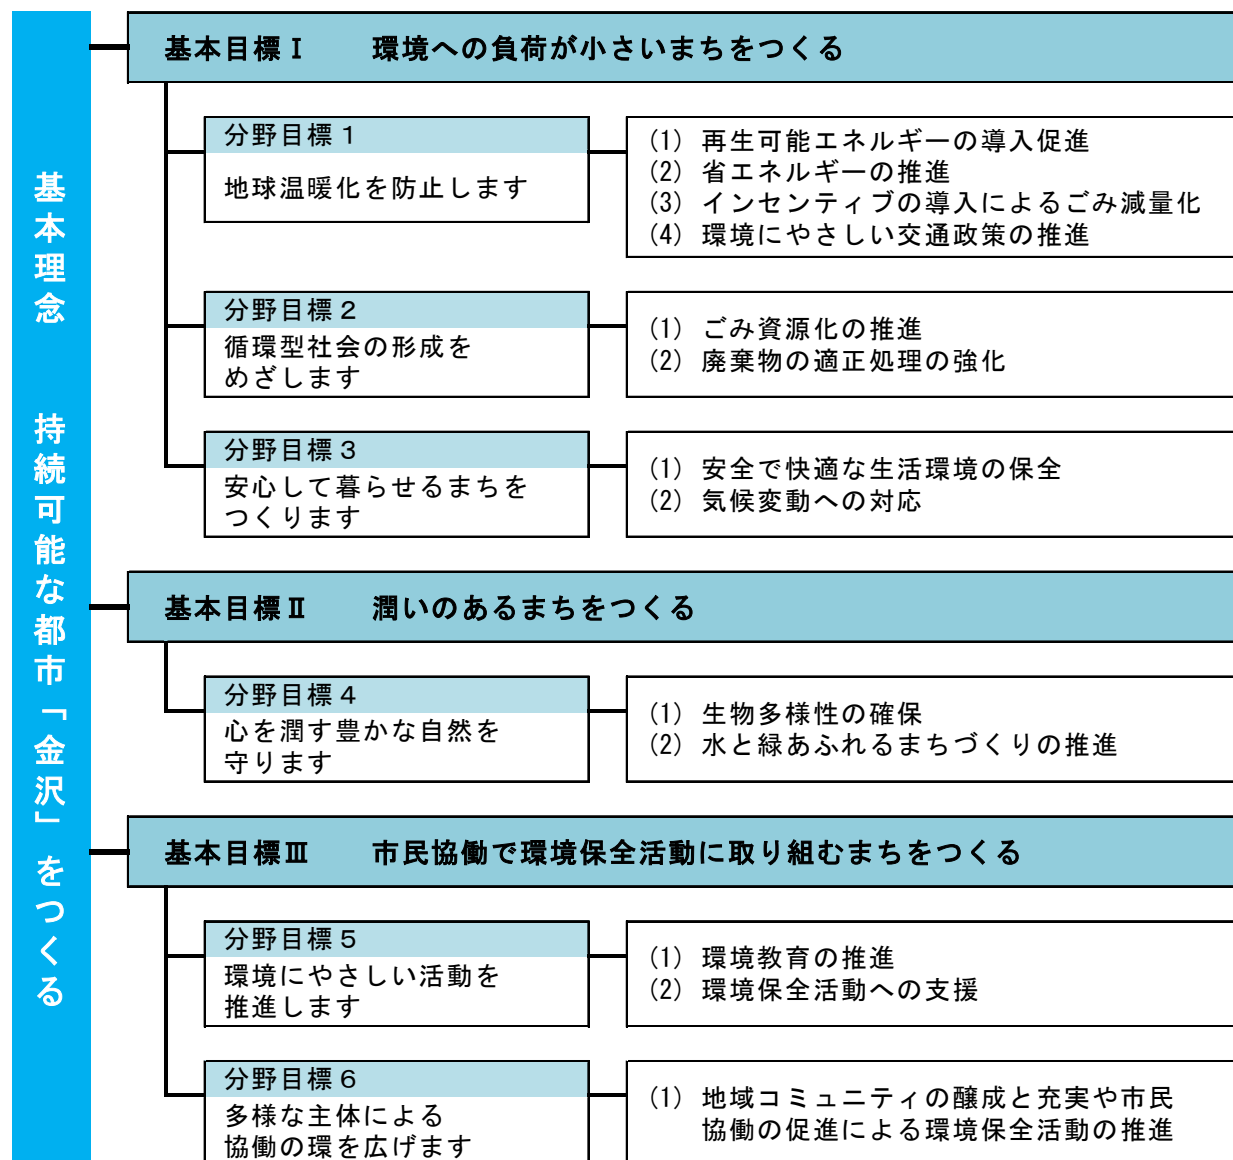 基本理念　持続可能な都市「金沢」をつくる
基本目標Ⅰ　環境への負荷が小さいまちをつくる
分野目標１
地球温暖化を防止します
(1) 再生可能エネルギーの導入促進
(2) 省エネルギーの推進
(3) インセンティブの導入によるごみ減量化
(4) 環境にやさしい交通政策の推進
分野目標２
循環型社会の形成を
めざします
(1) ごみ資源化の推進
(2) 廃棄物の適正処理の強化
分野目標３
安心して暮らせるまちを
つくります
(1) 安全で快適な生活環境の保全
(2) 気候変動への対応
基本目標Ⅱ　潤いのあるまちをつくる
分野目標４
心を潤す豊かな自然を
守ります
(1) 生物多様性の確保
(2) 水と緑あふれるまちづくりの推進
基本目標Ⅲ　市民協働で環境保全活動に取り組むまちをつくる
分野目標５
環境にやさしい活動を
推進します
(1) 環境教育の推進
(2) 環境保全活動への支援
分野目標６
多様な主体による
協働の環を広げます
(1) 地域コミュニティの醸成と充実や市民
協働の促進による環境保全活動の推進